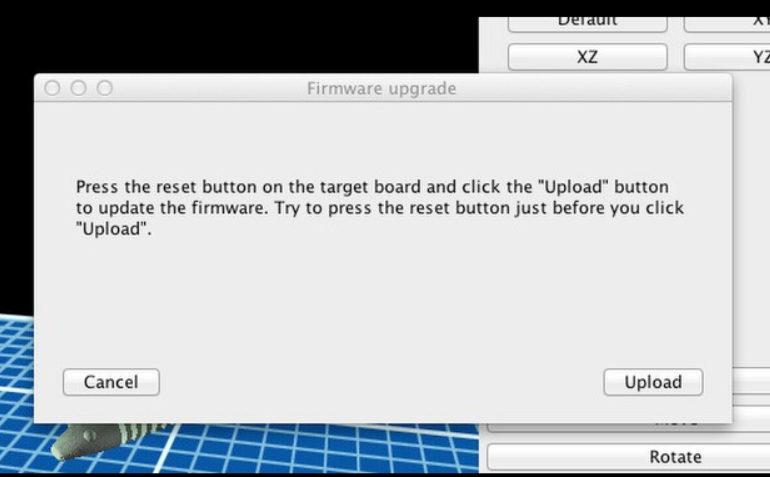 Default
XZ
YZ
Firmware upgrade
Press the reset button on the target board and click the "Upload" button
to update the firmware. Try to press the reset button just before you click
"Upload".
Cancel
Upload
Rotate